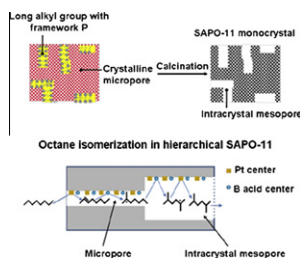 Long alkyl group with
framework P
SAPO-11 monocrystal
Crystalline
micropore
Calcination
Intracrystal mesopore
Octane isomerization in hierarchical SAPO-11
Pt center
B acid center
Micropore
Intracrystal mesopore